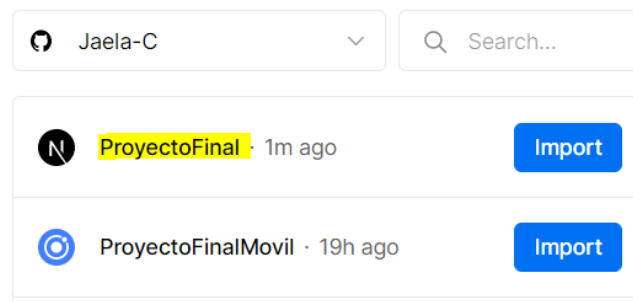 Jaela-C Search...
ProyectoFinal · 1m ago Import
ProyectoFinalMovil · 19h ago Import